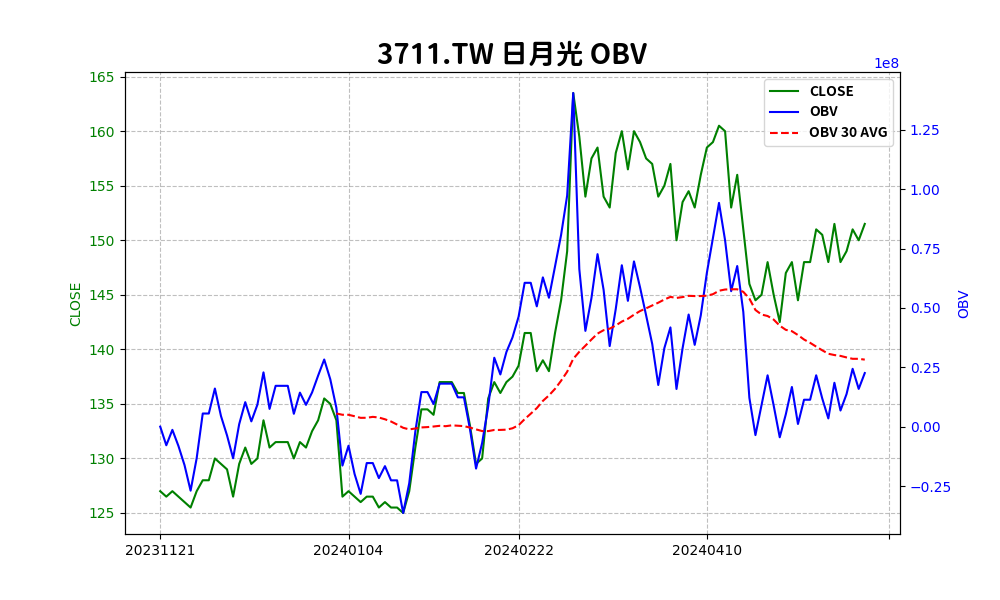 3711.TW 日月光 OBV
1e8
165
160
155
150
145
140
135
130
125
CLOSE
CLOSE
OBV
OBV 30 AVG
1.25
1.00
0.75
0.50
0.25
0.00
−0.25
OBV
20231121
20240104
20240222
20240410